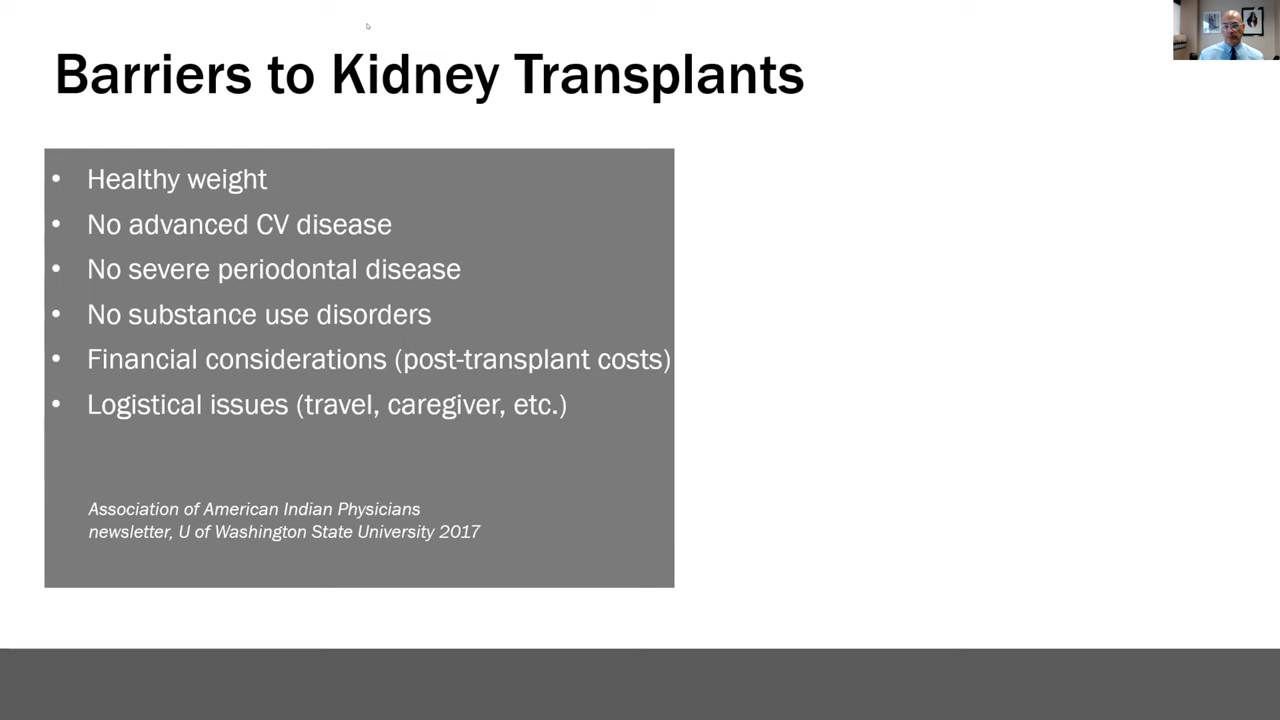 Barriers to Kidney Transplants
• Healthy weight
• No advanced CV disease
• No severe periodontal disease
• No substance use disorders
• Financial considerations (post-transplant costs)
• Logistical issues (travel, caregiver, etc.)
Association of American Indian Physicians
newsletter, U of Washington State University 2017